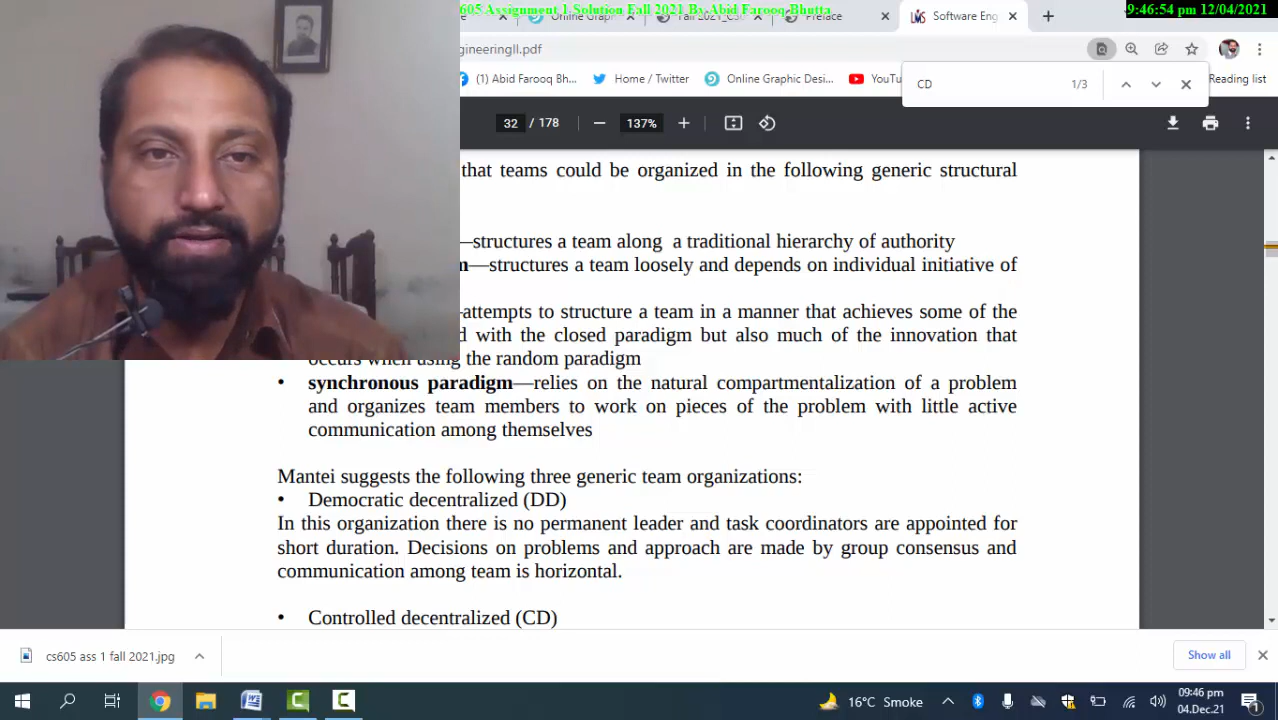 605 Assignment 1 Solution Fall 2021 By Abid Farooq Bhutta
9:46:54 pm 12/04/2021
Online Grap
Fall 2021_CS6
Preface
Software Eng
gineeringII.pdf
(1) Abid Farooq Bh...
Home / Twitter
Online Graphic Desi...
YouTu
Reading list
CD
1/3
32 / 178
137%
that teams could be organized in the following generic structural
—structures a team along a traditional hierarchy of authority
m—structures a team loosely and depends on individual initiative of
—attempts to structure a team in a manner that achieves some of the
d with the closed paradigm but also much of the innovation that
occurs when using the random paradigm
• synchronous paradigm—relies on the natural compartmentalization of a problem
and organizes team members to work on pieces of the problem with little active
communication among themselves
Mantei suggests the following three generic team organizations:
• Democratic decentralized (DD)
In this organization there is no permanent leader and task coordinators are appointed for
short duration. Decisions on problems and approach are made by group consensus and
communication among team is horizontal.
• Controlled decentralized (CD)
cs605 ass 1 fall 2021.jpg
Show all
16°C Smoke
09:46 pm
04.Dec.21
1